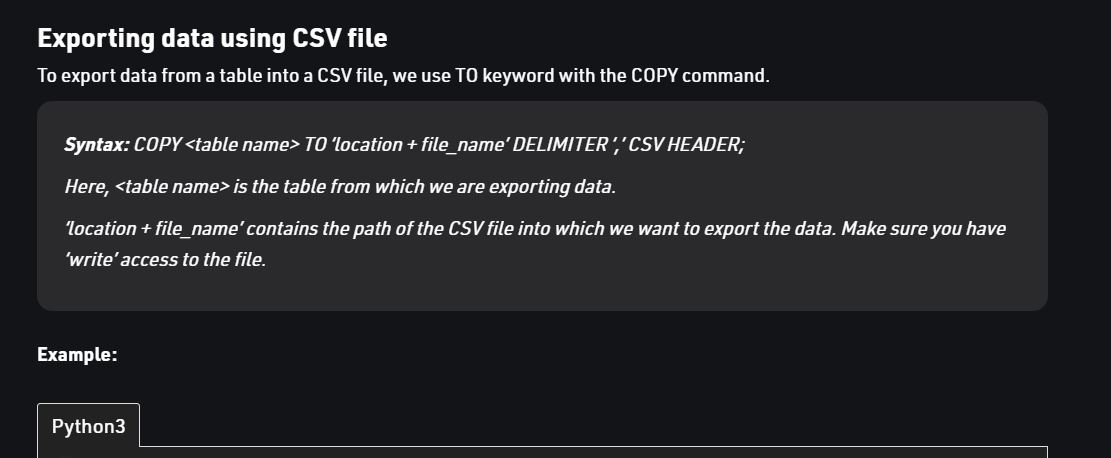 Exporting data using CSV file
To export data from a table into a CSV file, we use TO keyword with the COPY command.
Syntax: COPY <table name> TO 'location + file_name' DELIMITER ',' CSV HEADER;
Here, <table name> is the table from which we are exporting data.
'location + file_name' contains the path of the CSV file into which we want to export the data. Make sure you have
'write' access to the file.
Example:
Python3